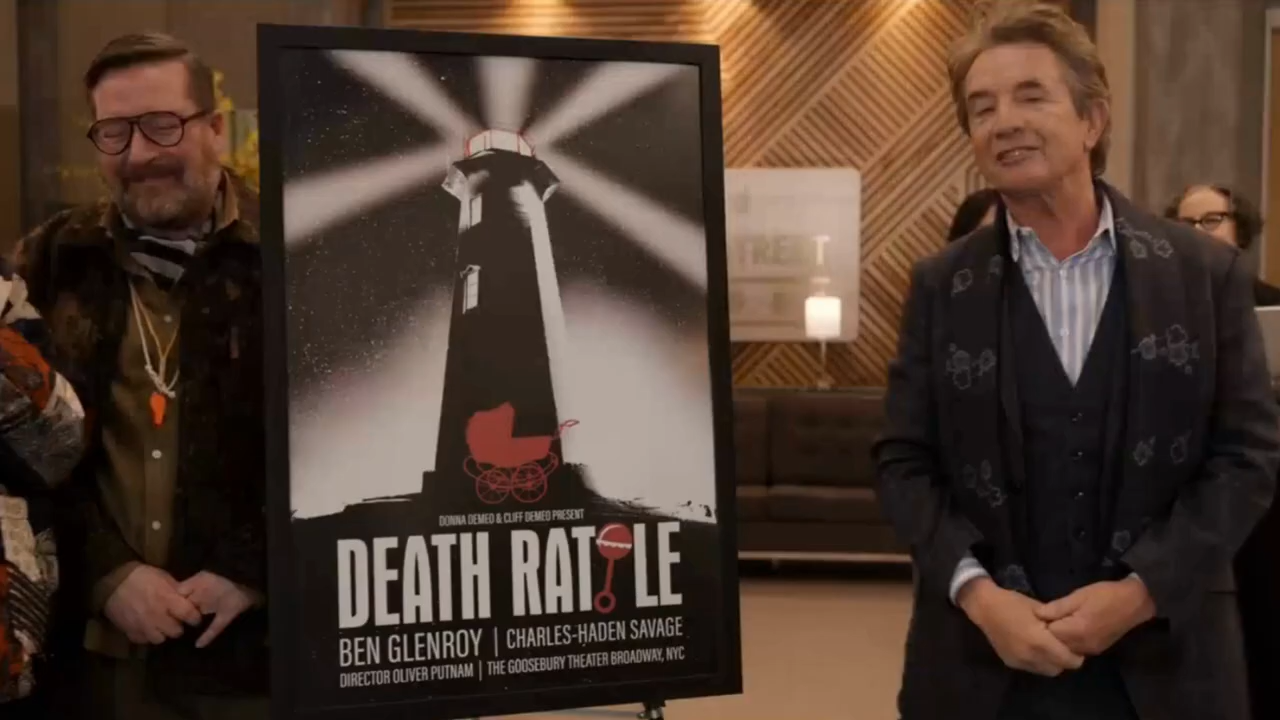 DONNA DEMEO & CLIFF DEMEO PRESENT
DEATH RATTLE
BEN GLENROY | CHARLES-HADEN SAVAGE
DIRECTOR OLIVER PUTNAM | THE GOOSEBURY THEATER BROADWAY, NYC